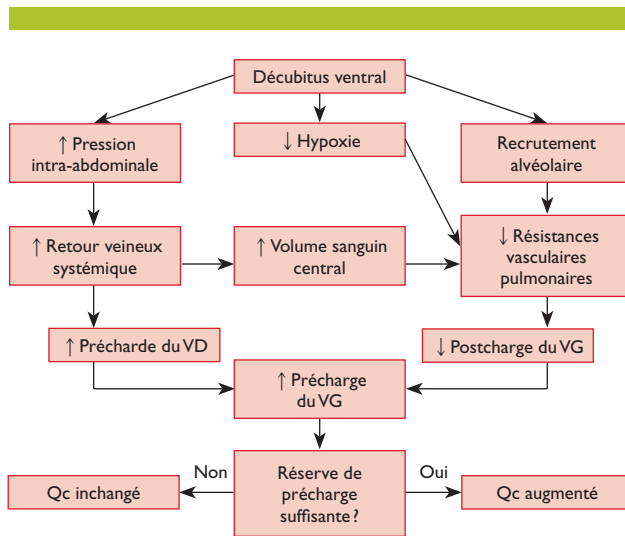 Décubitus ventral
↑ Pression
intra-abdominale
↓ Hypoxie
Recrutement
alvéolaire
↑ Retour veineux
systémique
↑ Volume sanguin
central
↓ Résistances
vasculaires
pulmonaires
↑ Précharde du VD
↓ Postcharge du VG
↑ Précharge
du VG
Non
Oui
Qc inchangé
Réserve de
précharge
suffisante ?
Qc augmenté